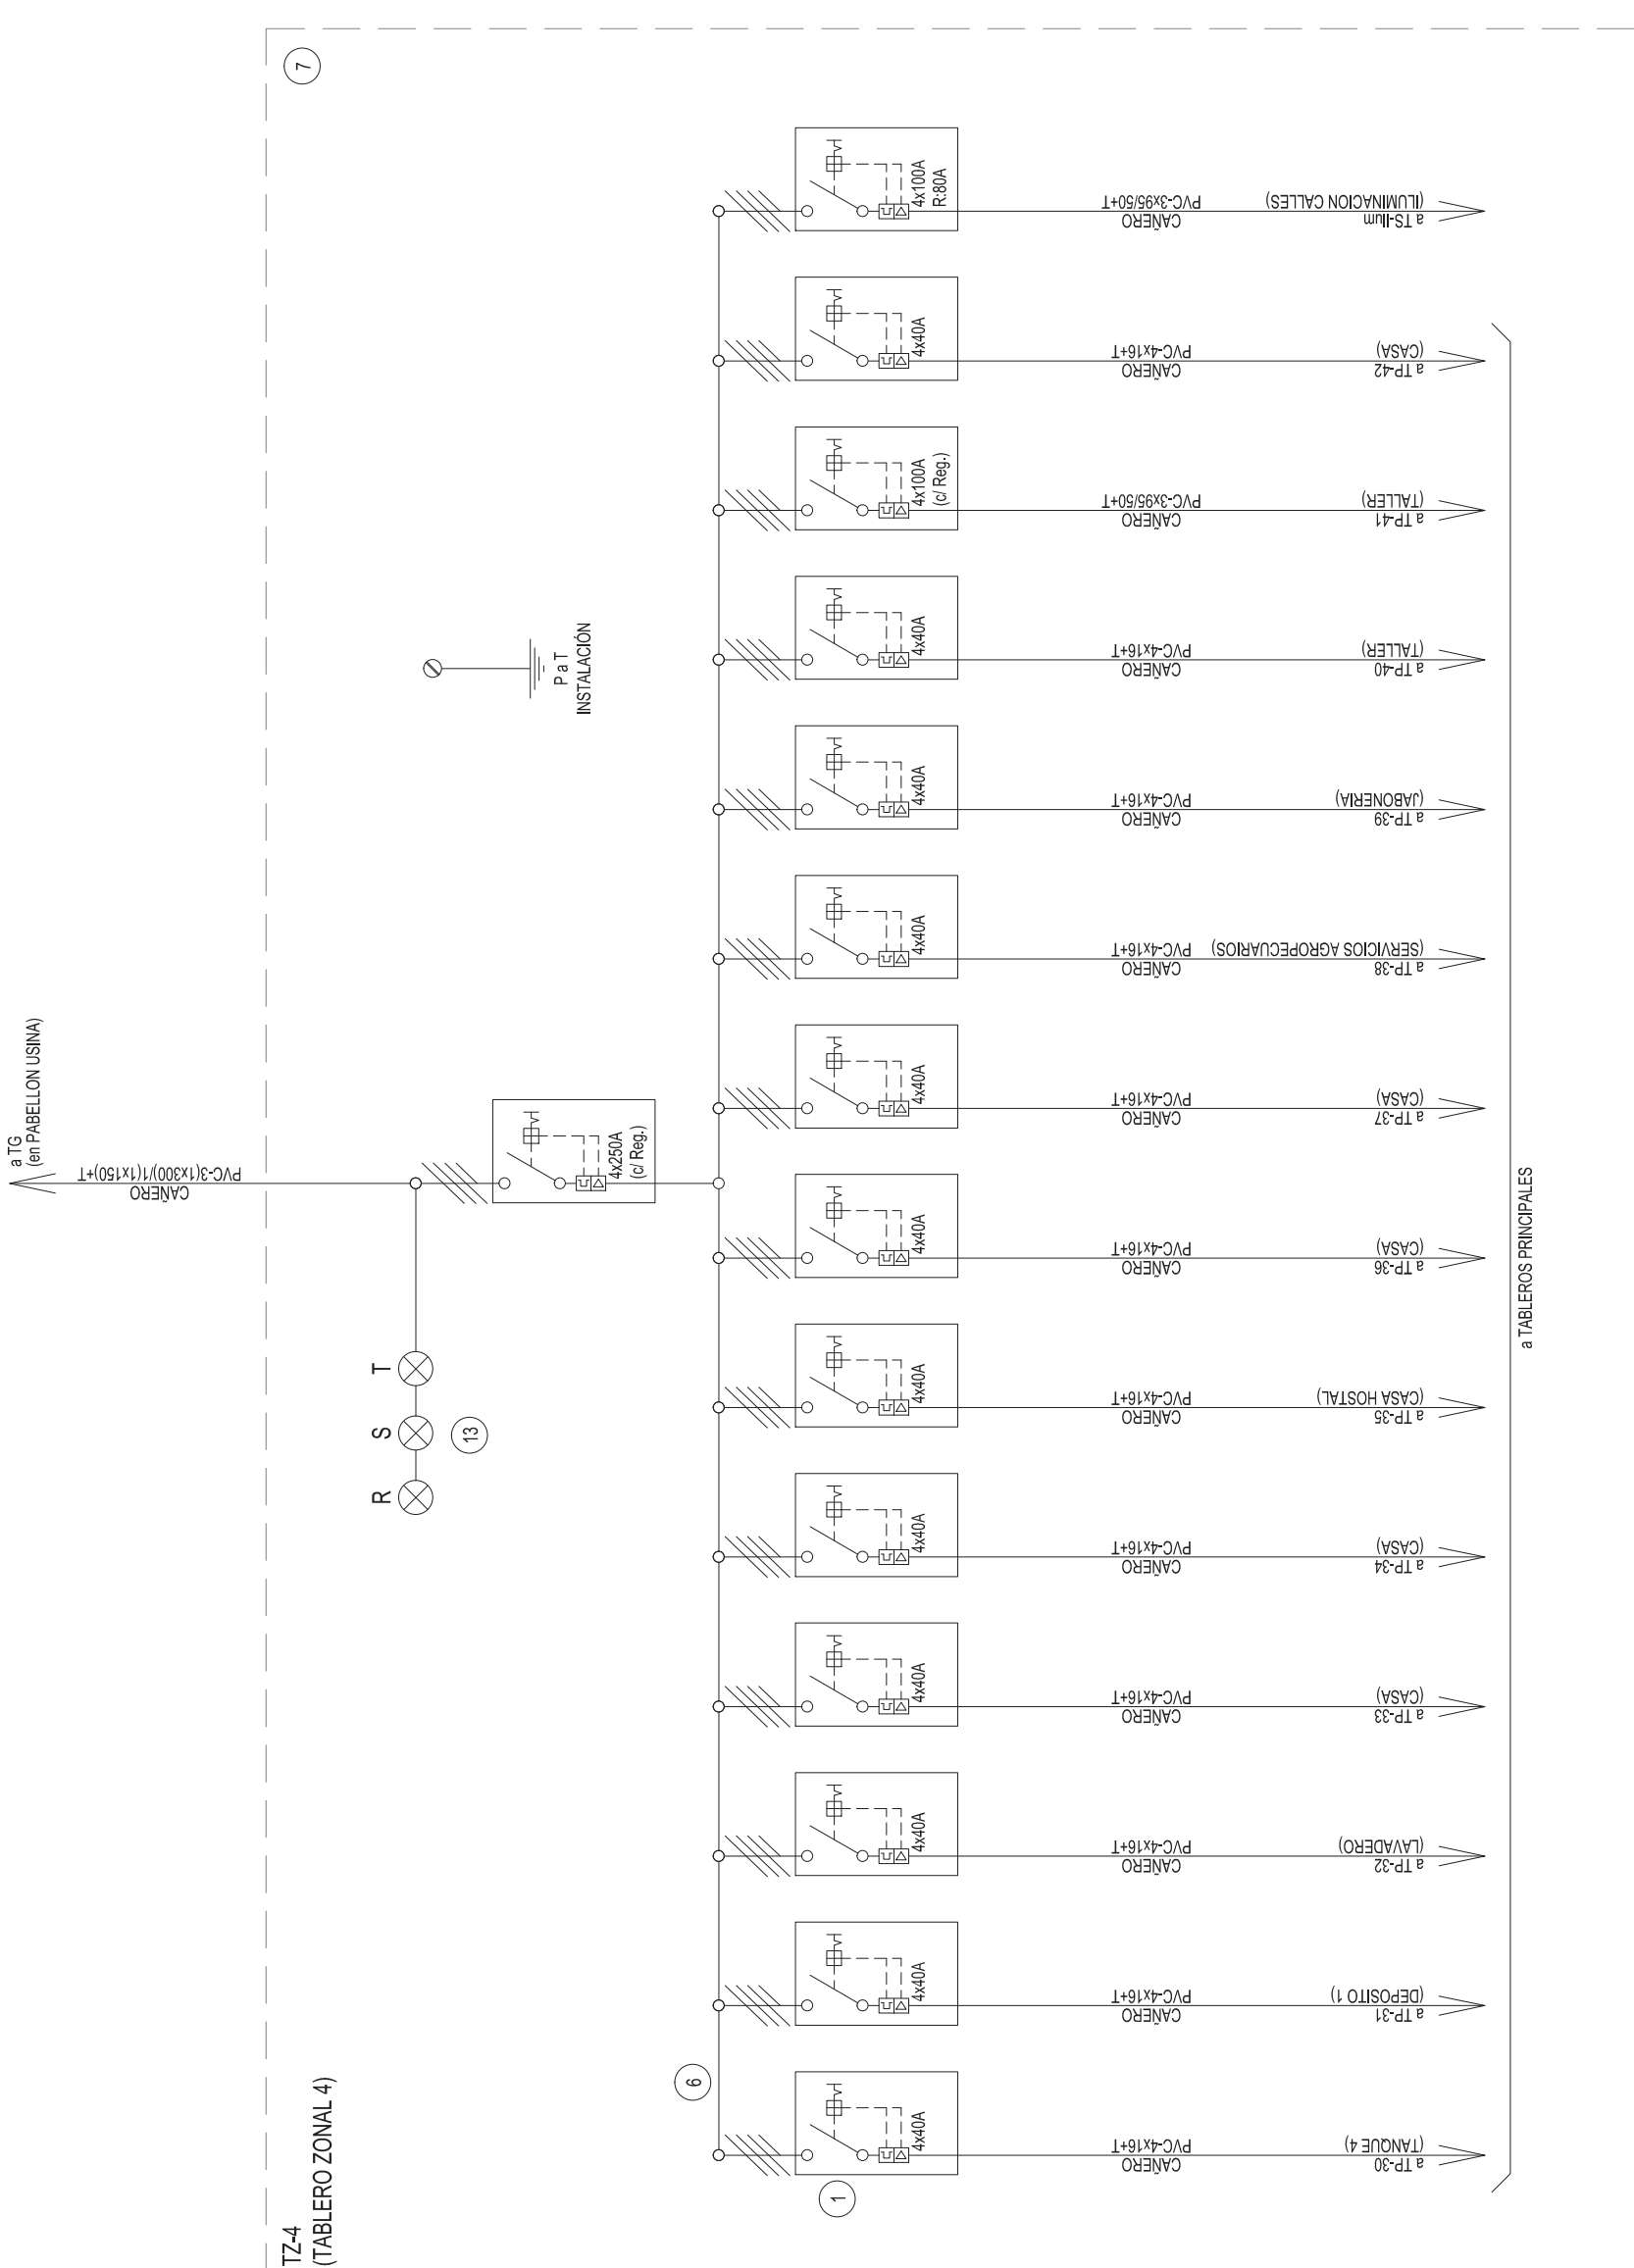 TZ-4
(TABLERO ZONAL 4)
7
a TG
(en PABELLON USINA)
CAÑERO
PVC-3(1x300)/1(1x150)+T
R
S
T
13
4x250A
(c/ Reg.)
P a T
INSTALACIÓN
6
1
4x40A
4x40A
4x40A
4x40A
4x40A
4x40A
4x40A
4x40A
4x40A
4x40A
4x40A
4x100A
(c/ Reg.)
4x40A
4x100A
R:80A
CAÑERO
PVC-4x16+T
CAÑERO
PVC-4x16+T
CAÑERO
PVC-4x16+T
CAÑERO
PVC-4x16+T
CAÑERO
PVC-4x16+T
CAÑERO
PVC-4x16+T
CAÑERO
PVC-4x16+T
CAÑERO
PVC-4x16+T
CAÑERO
PVC-4x16+T
CAÑERO
PVC-4x16+T
CAÑERO
PVC-4x16+T
CAÑERO
PVC-3x95/50+T
CAÑERO
PVC-4x16+T
CAÑERO
PVC-3x95/50+T
a TP-30
(TANQUE 4)
a TP-31
(DEPOSITO 1)
a TP-32
(LAVADERO)
a TP-33
(CASA)
a TP-34
(CASA)
a TP-35
(CASA HOSTAL)
a TP-36
(CASA)
a TP-37
(CASA)
a TP-38
(SERVICIOS AGROPECUARIOS)
a TP-39
(JABONERIA)
a TP-40
(TALLER)
a TP-41
(TALLER)
a TP-42
(CASA)
a TS-Ilum
(ILUMINACION CALLES)
a TABLEROS PRINCIPALES